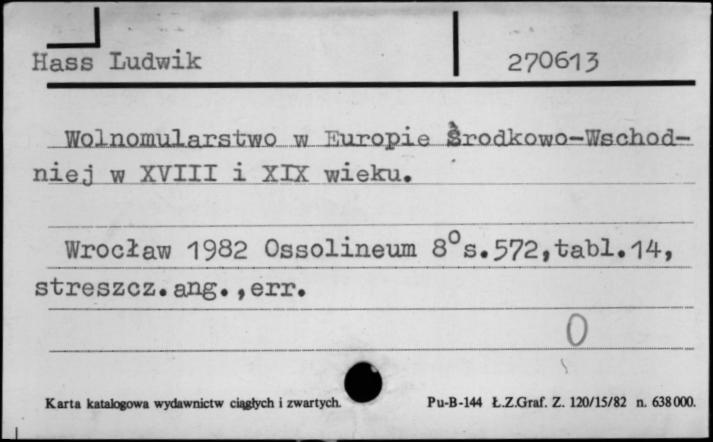 Hass Ludwik 270613
Wolnomularstwo w Europie Środkowo-Wschod-
niej w XVIII i XIX wieku.
Wrocław 1982 Ossolineum 8° s.572,tabl.14,
streszcz.ang.,err.
0
Karta katalogowa wydawnictw ciągłych i zwartych. Pu-B-144 Ł.Z.Graf. Z. 120/15/82 n. 638000.